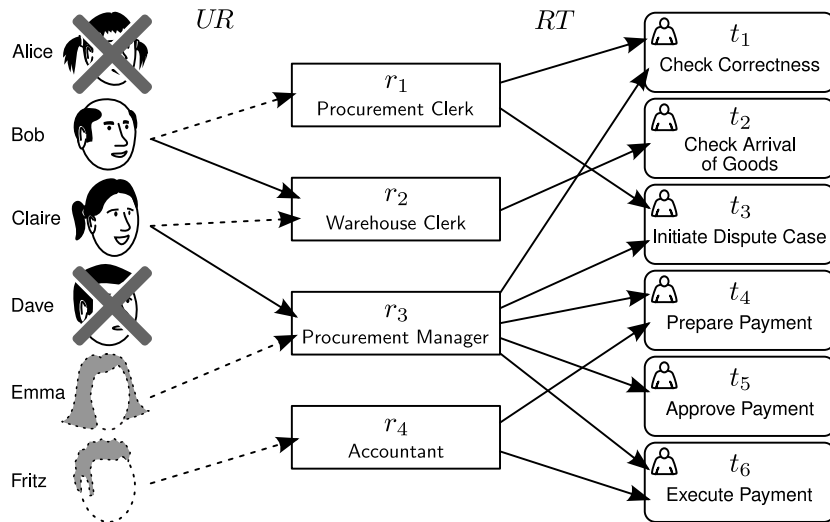 UR
RT
Alice
Bob
Claire
Dave
Emma
Fritz
r1
Procurement Clerk
r2
Warehouse Clerk
r3
Procurement Manager
r4
Accountant
t1
Check Correctness
t2
Check Arrival
of Goods
t3
Initiate Dispute Case
t4
Prepare Payment
t5
Approve Payment
t6
Execute Payment